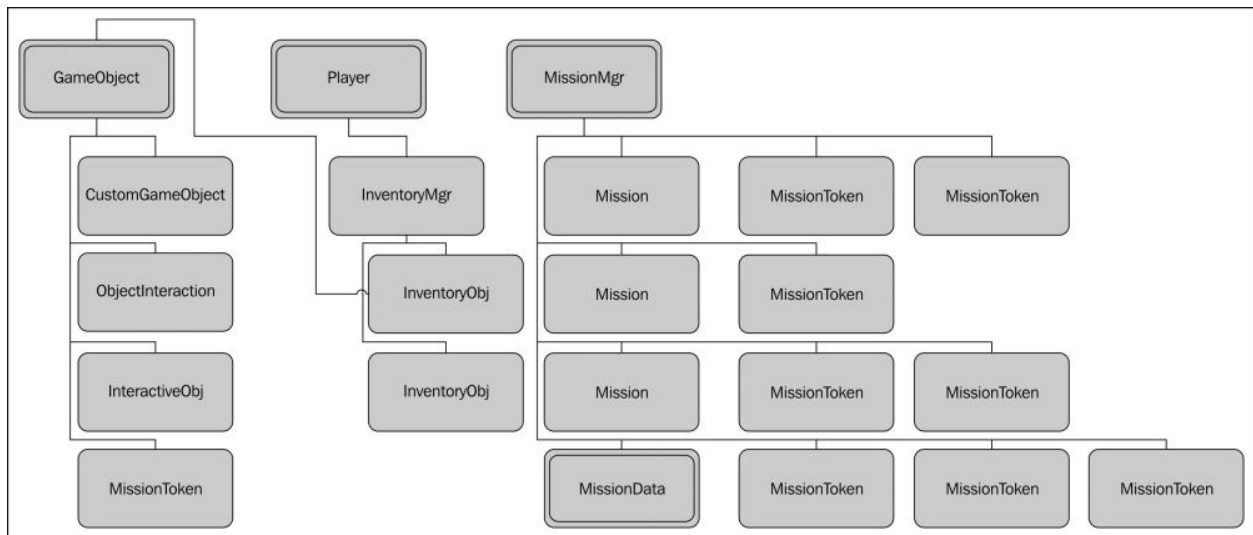 GameObject
Player
MissionMgr
CustomGameObject
InventoryMgr
Mission
MissionToken
MissionToken
ObjectInteraction
InventoryObj
Mission
MissionToken
InteractiveObj
InventoryObj
Mission
MissionToken
MissionToken
MissionToken
MissionData
MissionToken
MissionToken
MissionToken